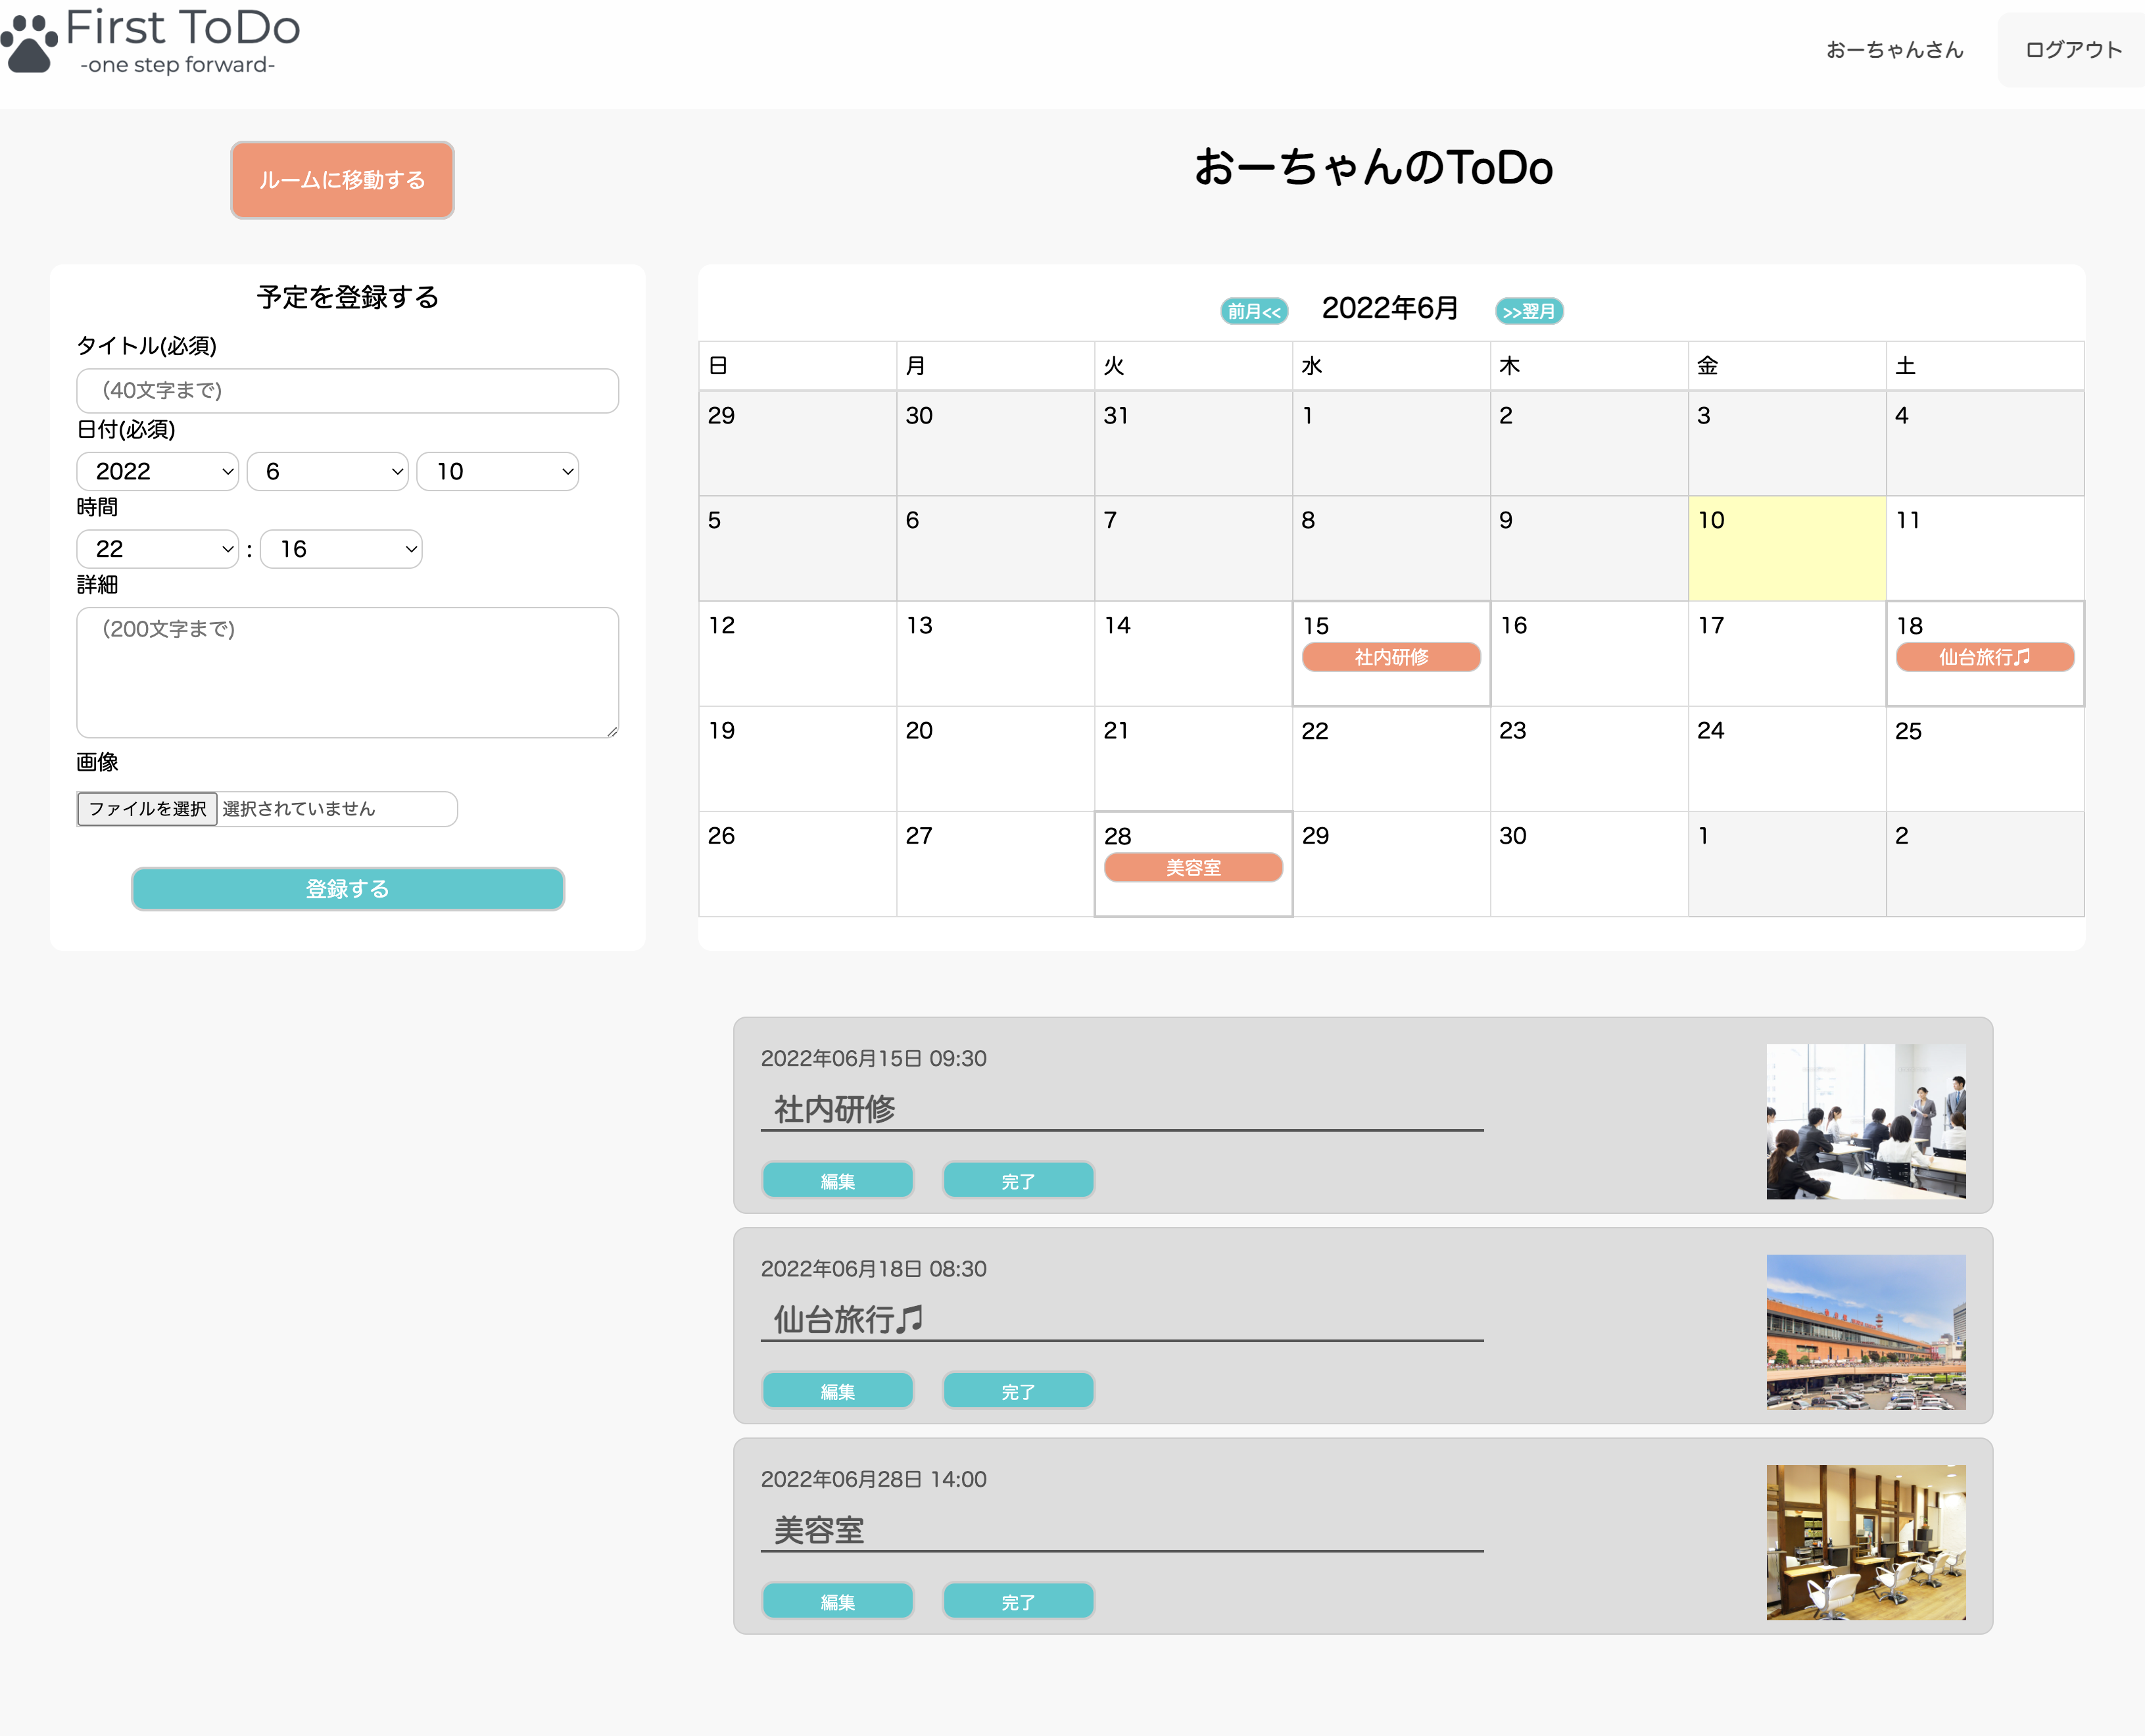 First ToDo
-one step forward-
おーちゃんさん
ログアウト
ルームに移動する
おーちゃんのToDo
予定を登録する
タイトル(必須)
（40文字まで)
日付(必須)
2022 6 10
時間
22 : 16
詳細
（200文字まで)
画像
ファイルを選択 選択されていません
登録する
前月<< 2022年6月 >>翌月
日 月 火 水 木 金 土
29 30 31 1 2 3 4
5 6 7 8 9 10 11
12 13 14 15 16 17 18
社内研修 仙台旅行♫
19 20 21 22 23 24 25
26 27 28 29 30 1 2
美容室
2022年06月15日 09:30
社内研修
編集 完了
2022年06月18日 08:30
仙台旅行♫
編集 完了
2022年06月28日 14:00
美容室
編集 完了